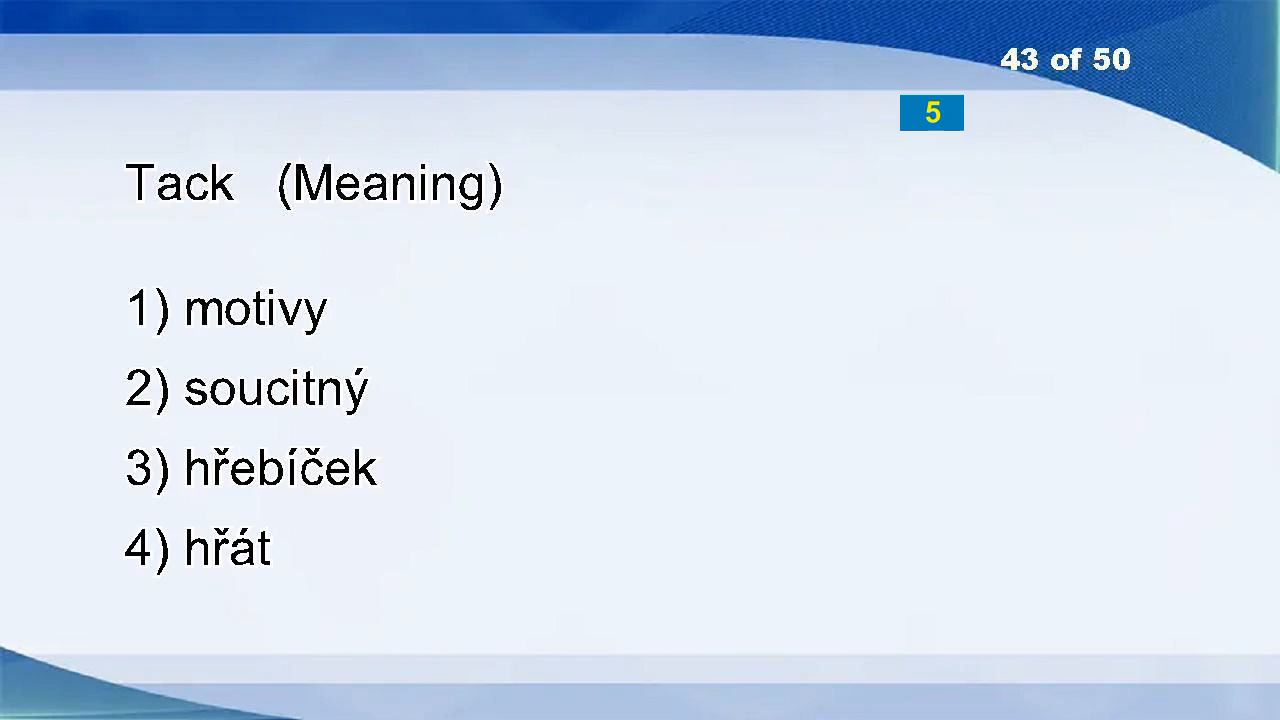 43 of 50
5
Tack (Meaning)
1) motivy
2) soucitný
3) hřebíček
4) hřát